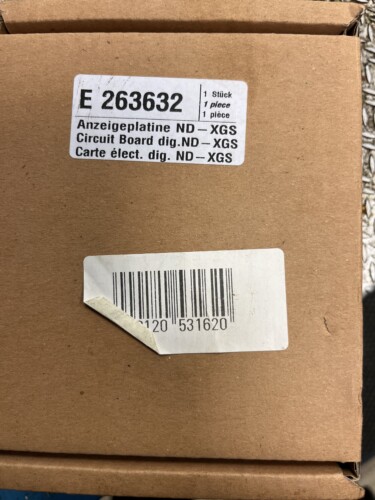 E 263632
1 Stück
1 piece
1 pièce
Anzeigeplatine ND – XGS
Circuit Board dig.ND – XGS
Carte élect. dig. ND – XGS
120 531620